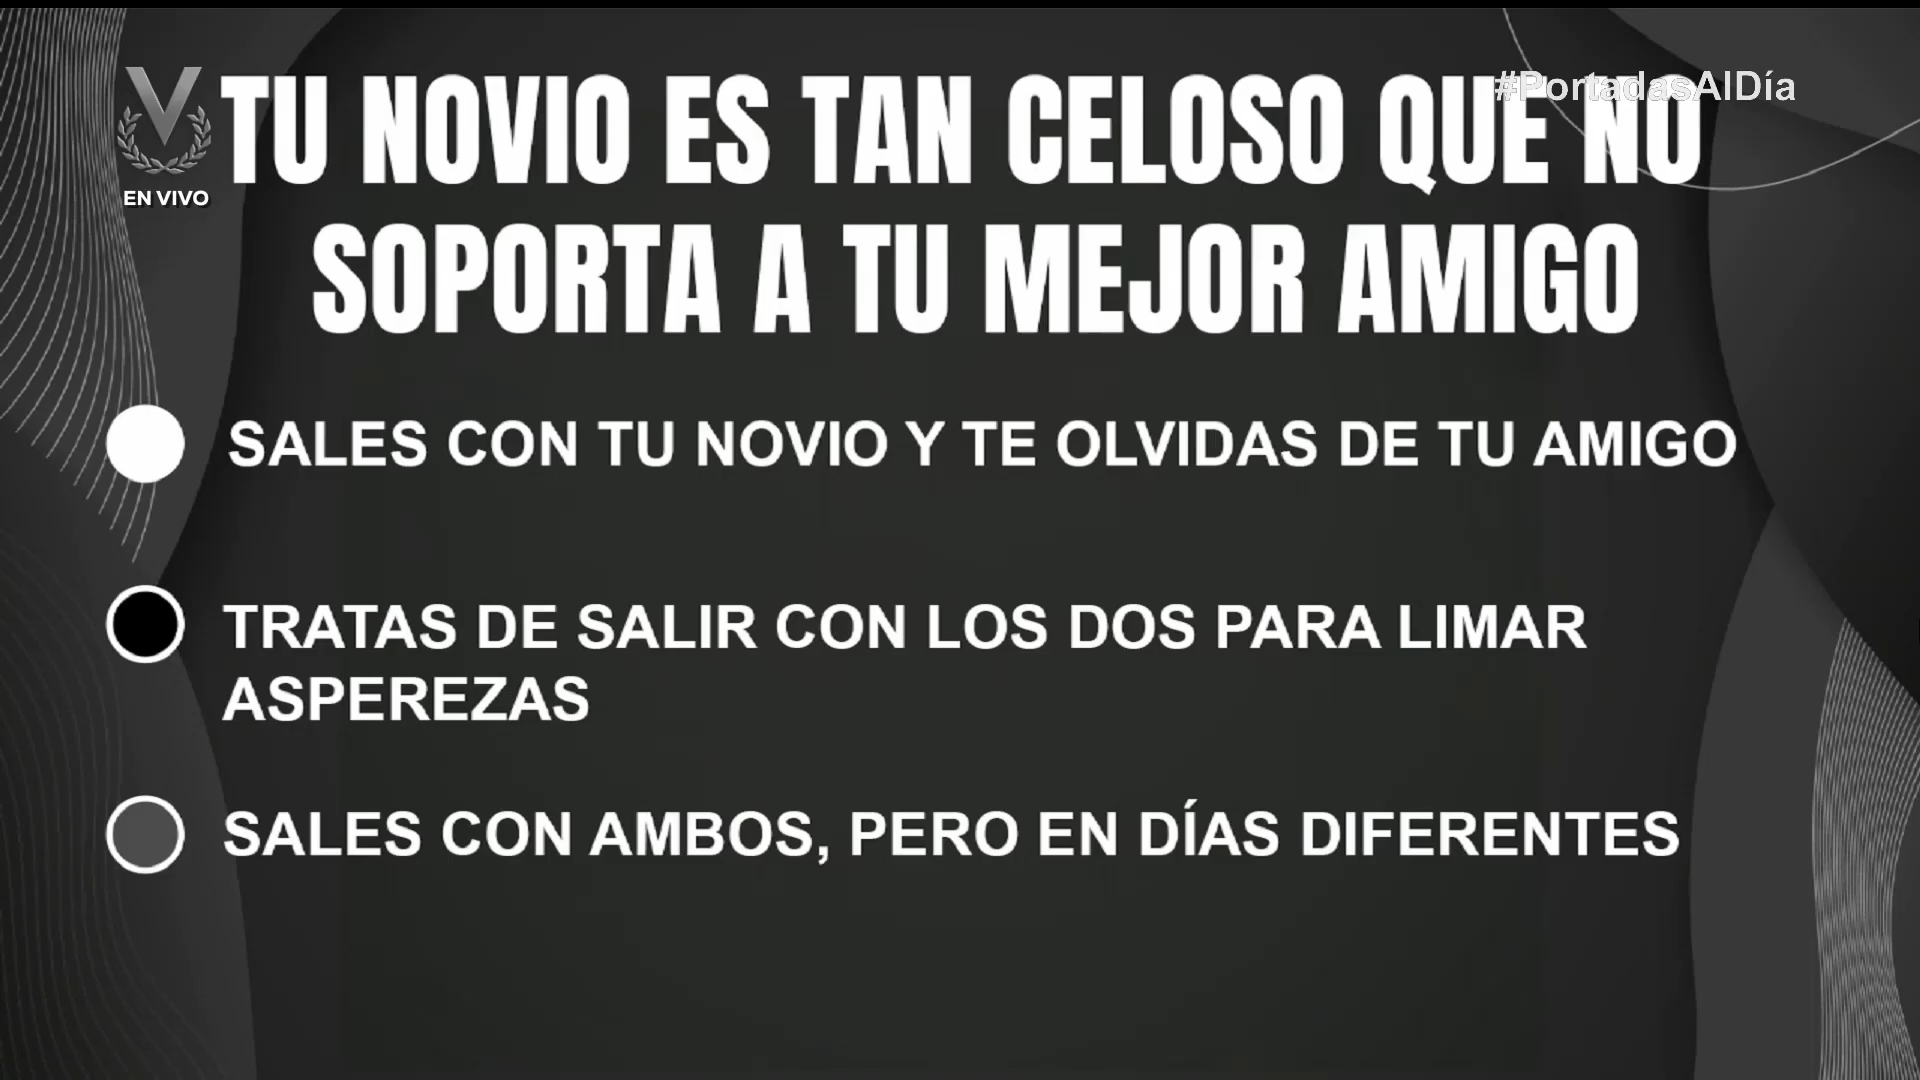 #PortadasAlDía
V
EN VIVO
TU NOVIO ES TAN CELOSO QUE NO
SOPORTA A TU MEJOR AMIGO
SALES CON TU NOVIO Y TE OLVIDAS DE TU AMIGO
TRATAS DE SALIR CON LOS DOS PARA LIMAR
ASPEREZAS
SALES CON AMBOS, PERO EN DÍAS DIFERENTES